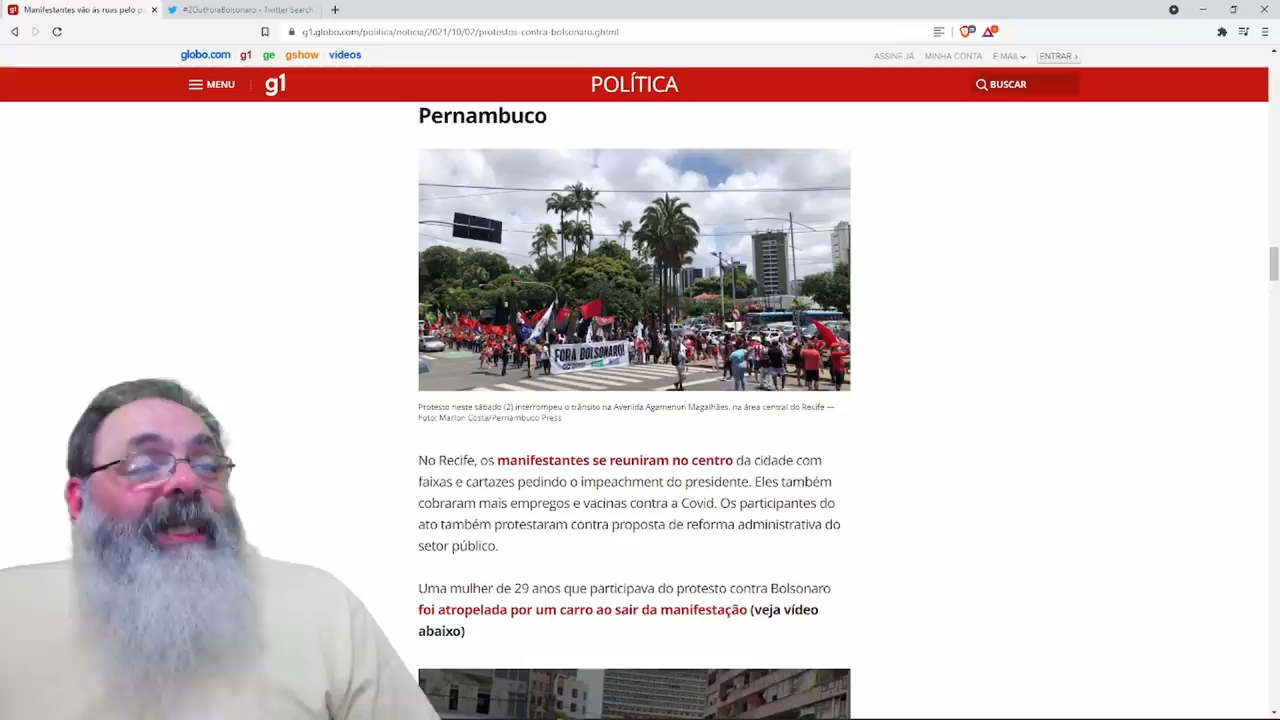 Manifestantes vão às ruas pelo p
#2OutForaBolsonaro - Twitter Search
g1.globo.com/politica/noticia/2021/10/02/protestos-contra-bolsonaro.ghtml
globo.com g1 ge gshow videos
ASSINE JÁ MINHA CONTA E-MAIL ENTRAR ›
MENU g1 POLÍTICA BUSCAR
Pernambuco
FORA BOLSONARO!
Protesto neste sábado (2) interrompeu o trânsito na Avenida Agamenon Magalhães, na área central do Recife —
Foto: Marlon Costa/Pernambuco Press
No Recife, os manifestantes se reuniram no centro da cidade com
faixas e cartazes pedindo o impeachment do presidente. Eles também
cobraram mais empregos e vacinas contra a Covid. Os participantes do
ato também protestaram contra proposta de reforma administrativa do
setor público.
Uma mulher de 29 anos que participava do protesto contra Bolsonaro
foi atropelada por um carro ao sair da manifestação (veja vídeo
abaixo)